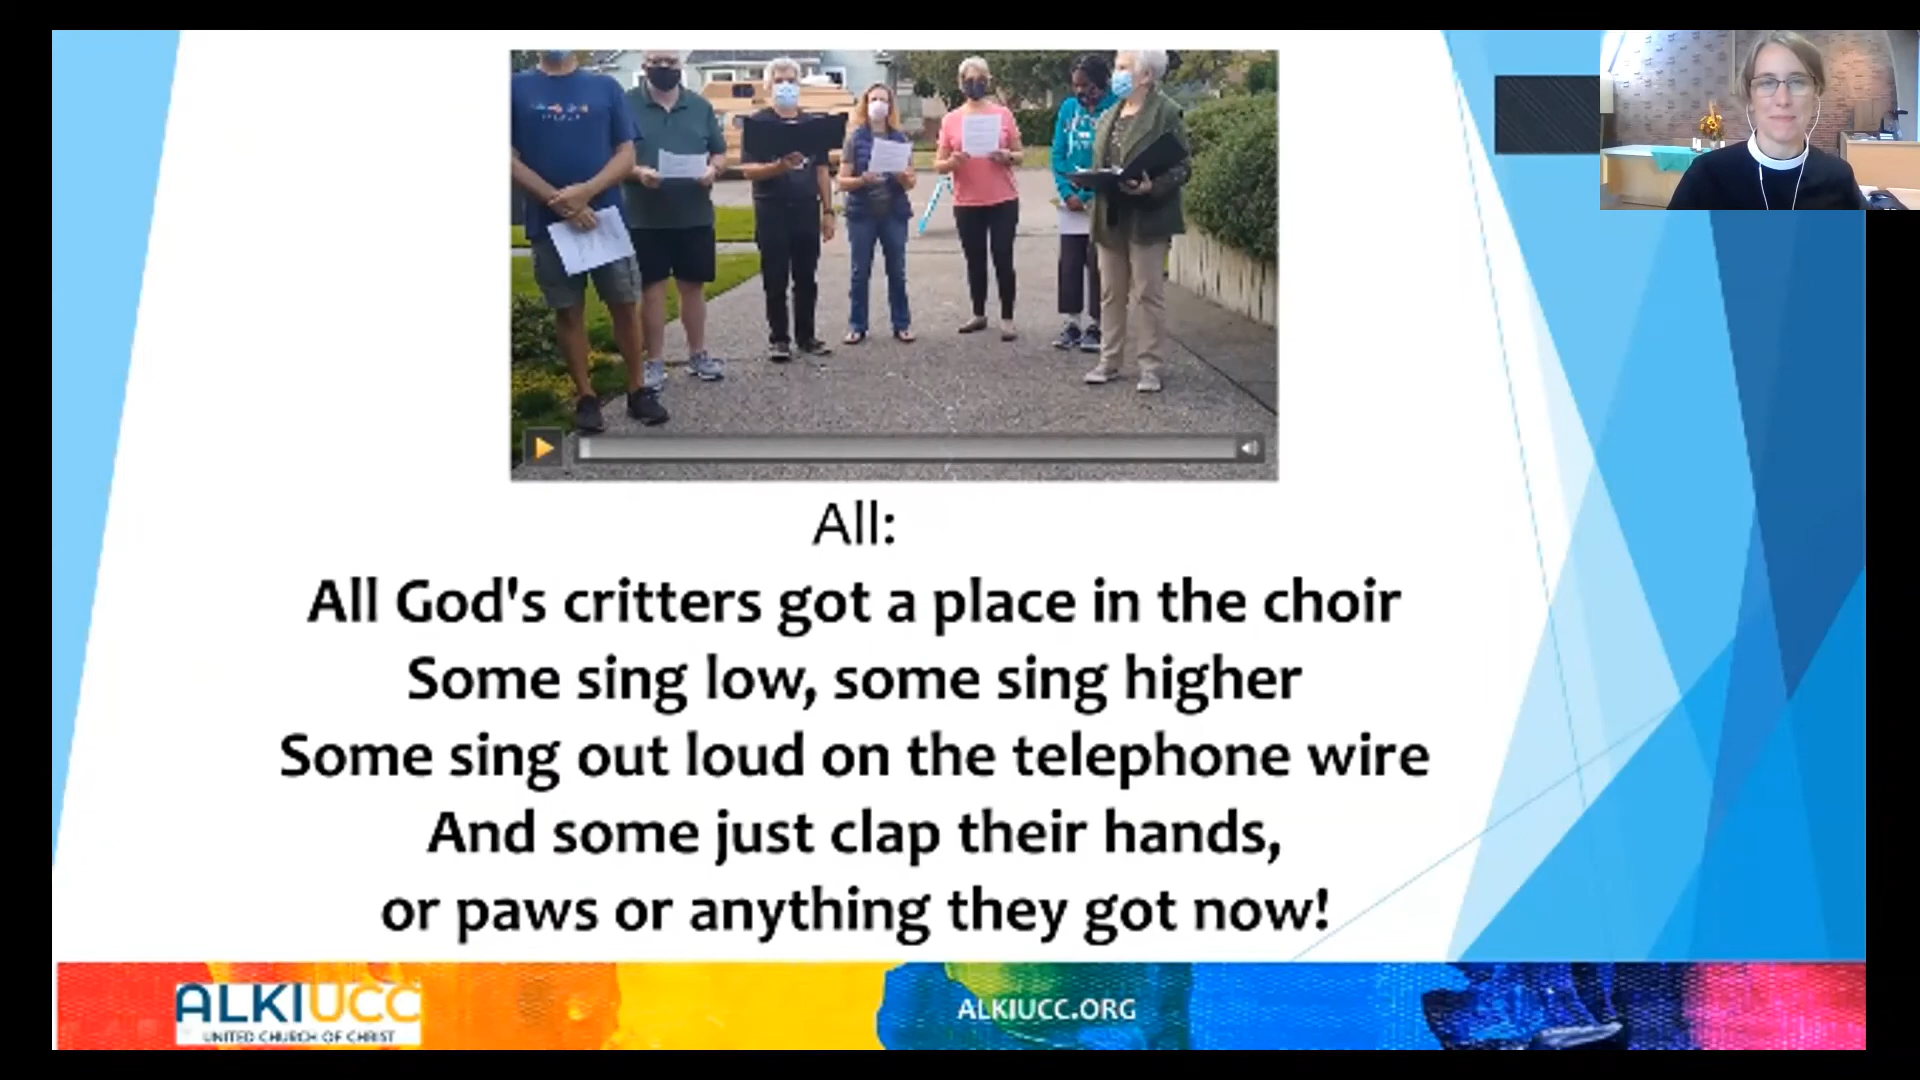 All:
All God's critters got a place in the choir
Some sing low, some sing higher
Some sing out loud on the telephone wire
And some just clap their hands,
or paws or anything they got now!
ALKIUCC
UNITED CHURCH OF CHRIST
ALKIUCC.ORG